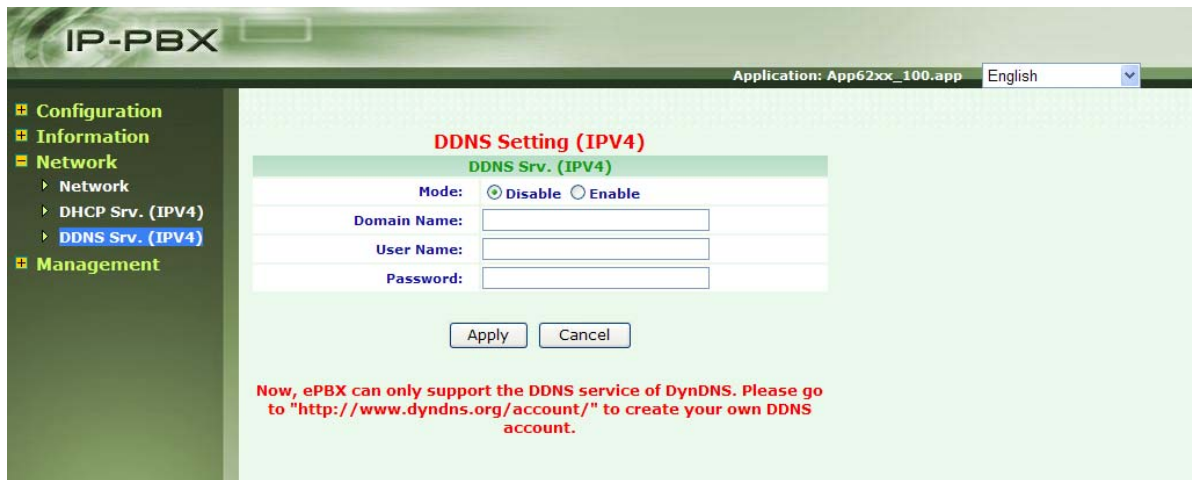 IP-PBX
Application: App62xx_100.app English
Configuration
Information
Network
Network
DHCP Srv. (IPV4)
DDNS Srv. (IPV4)
Management
DDNS Setting (IPV4)
DDNS Srv. (IPV4)
Mode: Disable Enable
Domain Name:
User Name:
Password:
Apply Cancel
Now, ePBX can only support the DDNS service of DynDNS. Please go
to "http://www.dyndns.org/account/" to create your own DDNS
account.